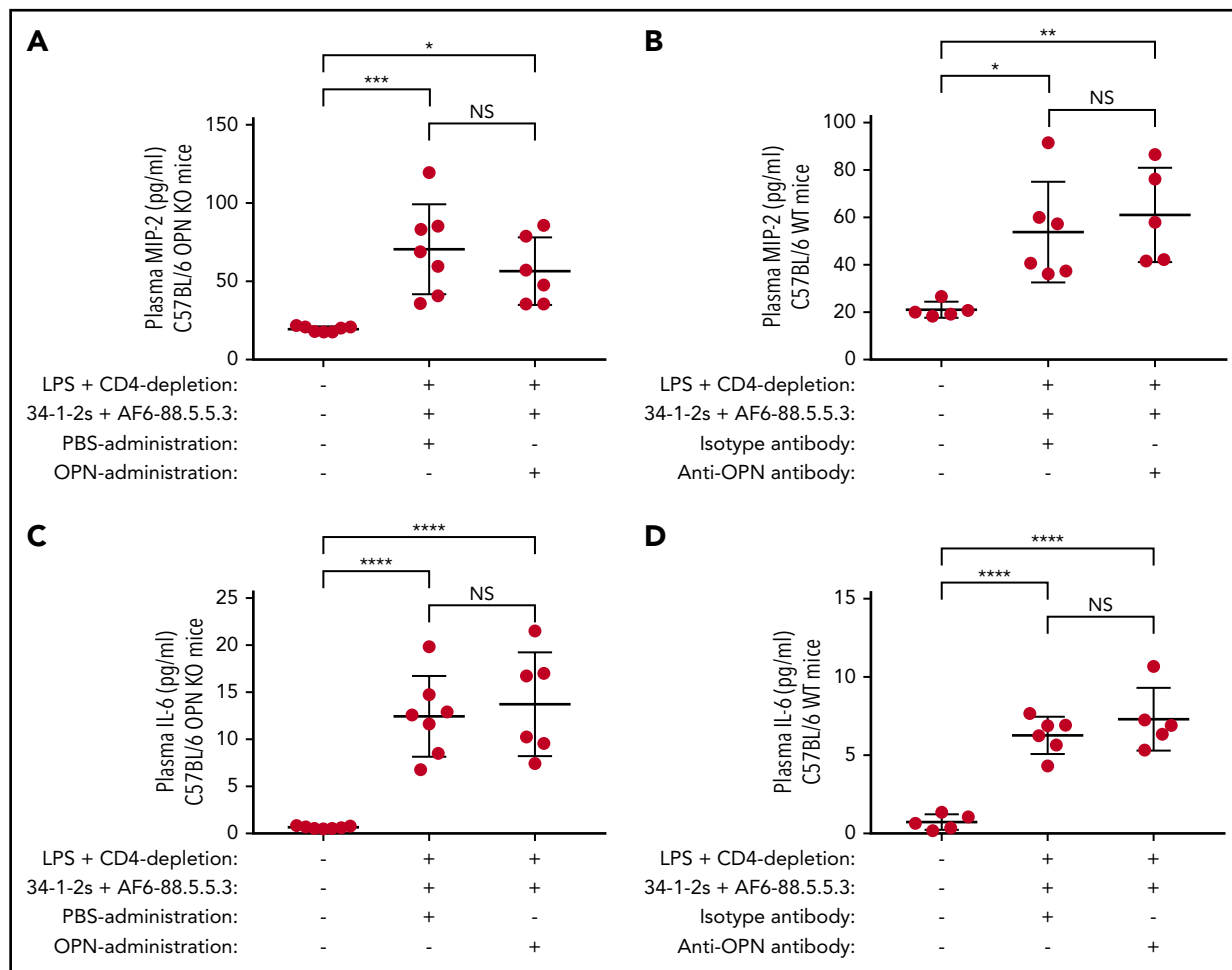 A
*
***
NS
Plasma MIP-2 (pg/ml)
C57BL/6 OPN KO mice
150
100
50
0
LPS + CD4-depletion: - + +
34-1-2s + AF6-88.5.5.3: - + +
PBS-administration: - + -
OPN-administration: - - +
B
**
*
NS
Plasma MIP-2 (pg/ml)
C57BL/6 WT mice
100
80
60
40
20
0
LPS + CD4-depletion: - + +
34-1-2s + AF6-88.5.5.3: - + +
Isotype antibody: - + -
Anti-OPN antibody: - - +
C
****
****
NS
Plasma IL-6 (pg/ml)
C57BL/6 OPN KO mice
25
20
15
10
5
0
LPS + CD4-depletion: - + +
34-1-2s + AF6-88.5.5.3: - + +
PBS-administration: - + -
OPN-administration: - - +
D
****
****
NS
Plasma IL-6 (pg/ml)
C57BL/6 WT mice
15
10
5
0
LPS + CD4-depletion: - + +
34-1-2s + AF6-88.5.5.3: - + +
Isotype antibody: - + -
Anti-OPN antibody: - - +